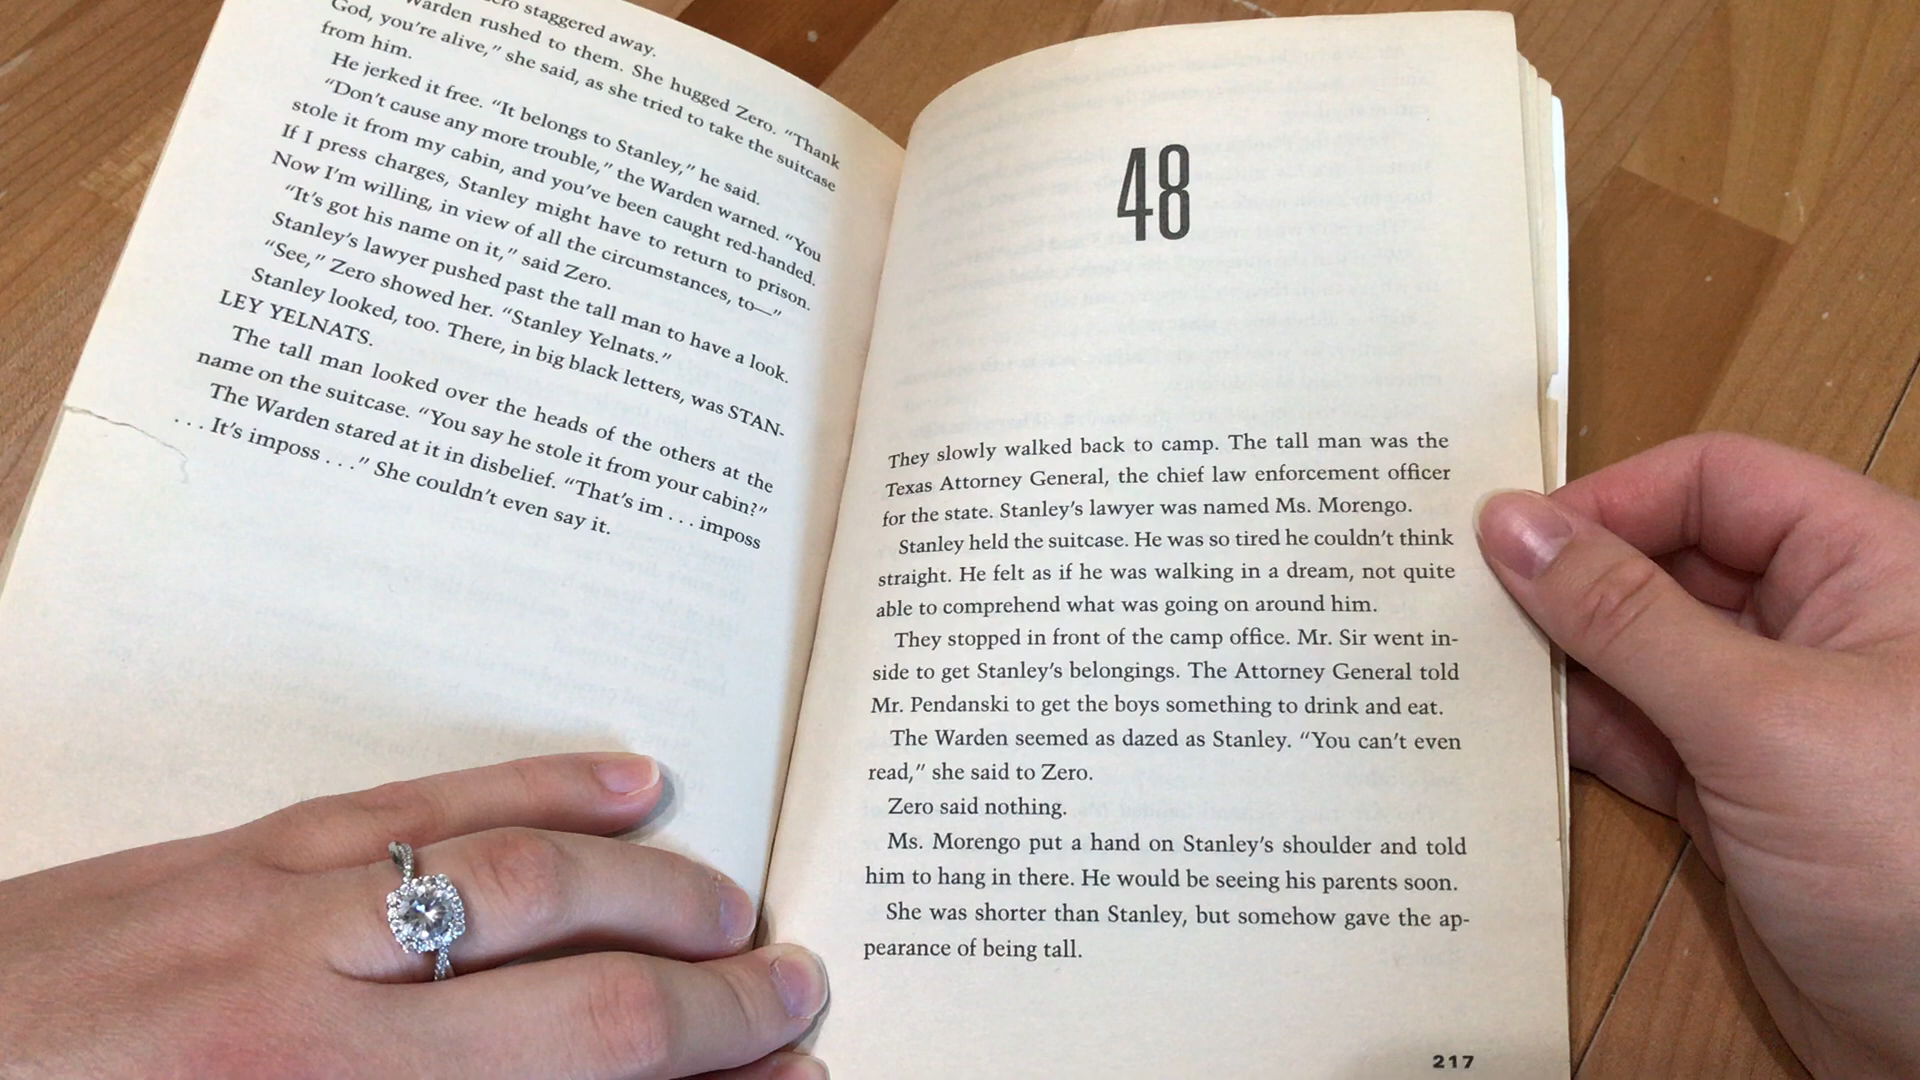 staggered away.
Warden rushed to them. She hugged Zero. “Thank
God, you’re alive,” she said, as she tried to take the suitcase
from him.
He jerked it free. “It belongs to Stanley,” he said.
“Don’t cause any more trouble,” the Warden warned. “You
stole it from my cabin, and you’ve been caught red-handed.
If I press charges, Stanley might have to return to prison.
Now I’m willing, in view of all the circumstances, to—”
“It’s got his name on it,” said Zero.
Stanley’s lawyer pushed past the tall man to have a look.
“See,” Zero showed her. “Stanley Yelnats.”
Stanley looked, too. There, in big black letters, was STAN-
LEY YELNATS.
The tall man looked over the heads of the others at the
name on the suitcase. “You say he stole it from your cabin?”
The Warden stared at it in disbelief. “That’s im . . . imposs
. . . It’s imposs . . .” She couldn’t even say it.
48
They slowly walked back to camp. The tall man was the
Texas Attorney General, the chief law enforcement officer
for the state. Stanley’s lawyer was named Ms. Morengo.
Stanley held the suitcase. He was so tired he couldn’t think
straight. He felt as if he was walking in a dream, not quite
able to comprehend what was going on around him.
They stopped in front of the camp office. Mr. Sir went in-
side to get Stanley’s belongings. The Attorney General told
Mr. Pendanski to get the boys something to drink and eat.
The Warden seemed as dazed as Stanley. “You can’t even
read,” she said to Zero.
Zero said nothing.
Ms. Morengo put a hand on Stanley’s shoulder and told
him to hang in there. He would be seeing his parents soon.
She was shorter than Stanley, but somehow gave the ap-
pearance of being tall.
217